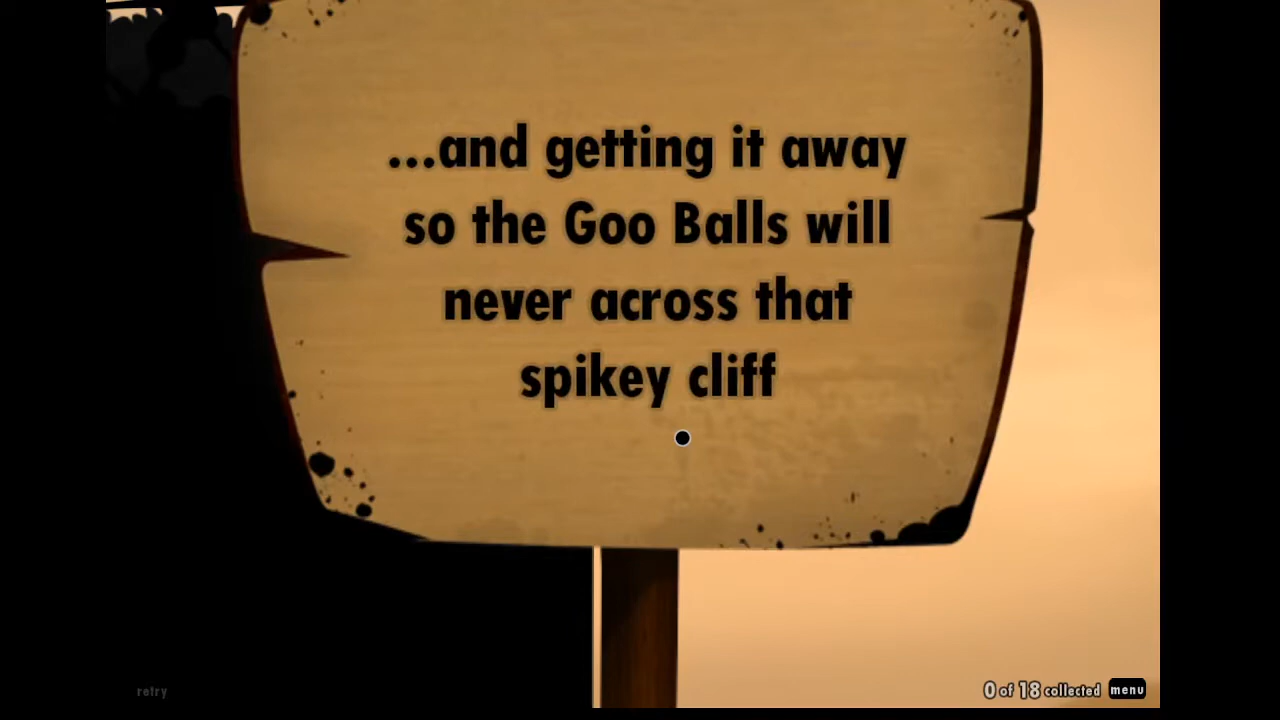 ...and getting it away
so the Goo Balls will
never across that
spikey cliff
retry
0 of 18 collected menu